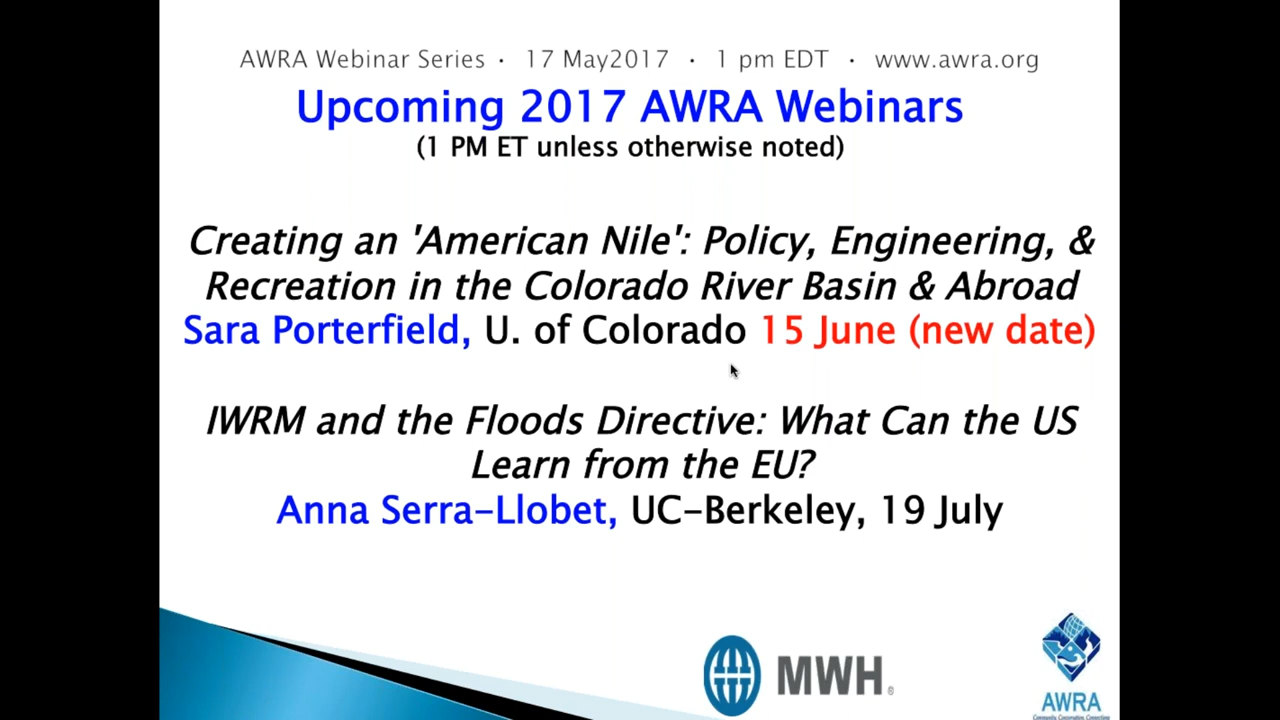 AWRA Webinar Series • 17 May2017 • 1 pm EDT • www.awra.org
Upcoming 2017 AWRA Webinars
(1 PM ET unless otherwise noted)
Creating an 'American Nile': Policy, Engineering, &
Recreation in the Colorado River Basin & Abroad
Sara Porterfield, U. of Colorado 15 June (new date)
IWRM and the Floods Directive: What Can the US
Learn from the EU?
Anna Serra-Llobet, UC-Berkeley, 19 July
MWH®
AWRA
Community, Conversation, Connections